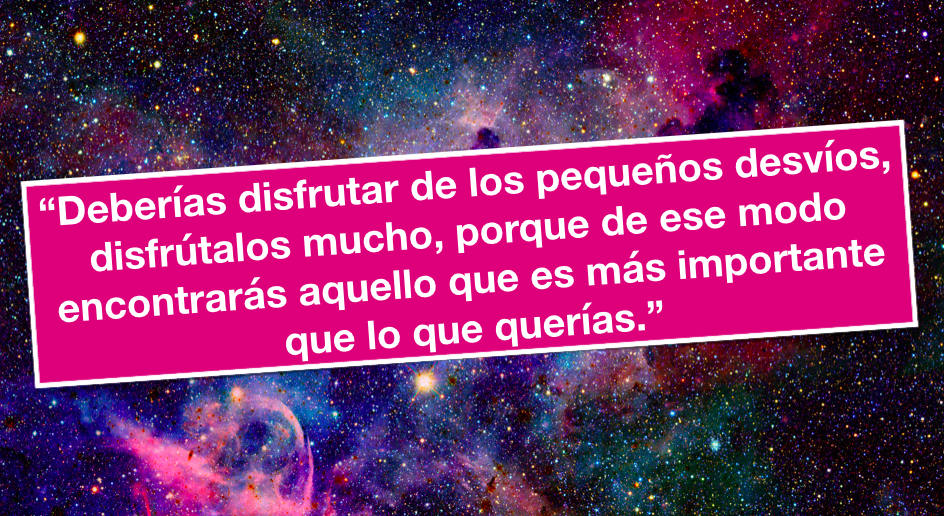 “Deberías disfrutar de los pequeños desvíos,
disfrútalos mucho, porque de ese modo
encontrarás aquello que es más importante
que lo que querías.”